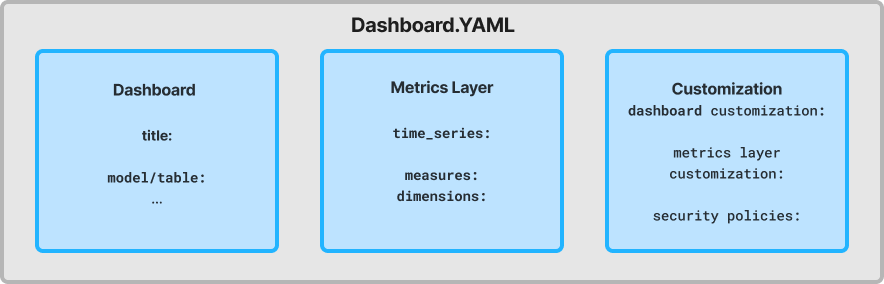 Dashboard.YAML
Dashboard
title:
model/table:
...
Metrics Layer
time_series:
measures:
dimensions:
Customization
dashboard customization:
metrics layer
customization:
security policies: